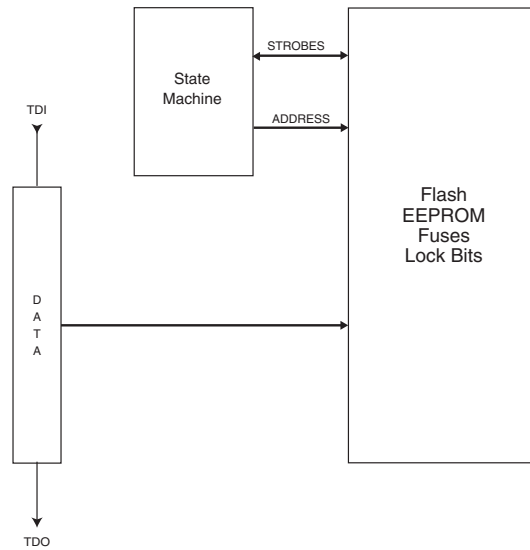 STROBES
State
Machine
TDI
ADDRESS
Flash
EEPROM
Fuses
Lock Bits
D
A
T
A
TDO